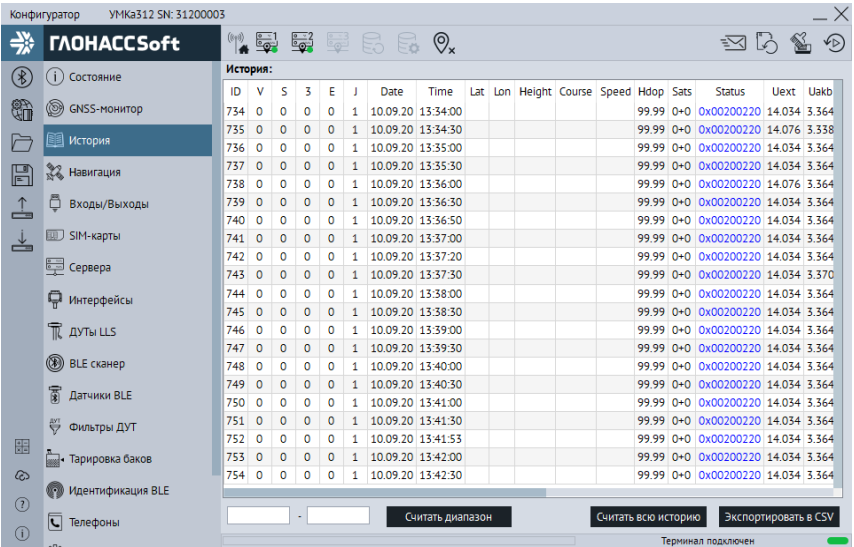 Конфигуратор УМКа312 SN: 31200003
ГЛОНАССSoft
История:
Состояние
GNSS-монитор
История
Навигация
Входы/Выходы
SIM-карты
Сервера
Интерфейсы
ДУТы LLS
BLE сканер
Датчики BLE
Фильтры ДУТ
Тарировка баков
Идентификация BLE
Телефоны
ID V S 3 E J Date Time Lat Lon Height Course Speed Hdop Sats Status Uext Uakb
734 0 0 0 0 1 10.09.20 13:34:00 99.99 0+0 0x00200220 14.034 3.364
735 0 0 0 0 1 10.09.20 13:34:30 99.99 0+0 0x00200220 14.076 3.338
736 0 0 0 0 1 10.09.20 13:35:00 99.99 0+0 0x00200220 14.034 3.364
737 0 0 0 0 1 10.09.20 13:35:30 99.99 0+0 0x00200220 14.034 3.364
738 0 0 0 0 1 10.09.20 13:36:00 99.99 0+0 0x00200220 14.076 3.364
739 0 0 0 0 1 10.09.20 13:36:30 99.99 0+0 0x00200220 14.034 3.364
740 0 0 0 0 1 10.09.20 13:36:50 99.99 0+0 0x00200220 14.034 3.364
741 0 0 0 0 1 10.09.20 13:37:00 99.99 0+0 0x00200220 14.034 3.364
742 0 0 0 0 1 10.09.20 13:37:20 99.99 0+0 0x00200220 14.034 3.364
743 0 0 0 0 1 10.09.20 13:37:30 99.99 0+0 0x00200220 14.034 3.370
744 0 0 0 0 1 10.09.20 13:38:00 99.99 0+0 0x00200220 14.034 3.364
745 0 0 0 0 1 10.09.20 13:38:30 99.99 0+0 0x00200220 14.034 3.364
746 0 0 0 0 1 10.09.20 13:39:00 99.99 0+0 0x00200220 14.034 3.364
747 0 0 0 0 1 10.09.20 13:39:30 99.99 0+0 0x00200220 14.034 3.364
748 0 0 0 0 1 10.09.20 13:40:00 99.99 0+0 0x00200220 14.034 3.364
749 0 0 0 0 1 10.09.20 13:40:30 99.99 0+0 0x00200220 14.034 3.364
750 0 0 0 0 1 10.09.20 13:41:00 99.99 0+0 0x00200220 14.034 3.364
751 0 0 0 0 1 10.09.20 13:41:30 99.99 0+0 0x00200220 14.034 3.364
752 0 0 0 0 1 10.09.20 13:41:53 99.99 0+0 0x00200220 14.034 3.364
753 0 0 0 0 1 10.09.20 13:42:00 99.99 0+0 0x00200220 14.034 3.364
754 0 0 0 0 1 10.09.20 13:42:30 99.99 0+0 0x00200220 14.034 3.364
- Считать диапазон Считать всю историю Экспортировать в CSV
Терминал подключен